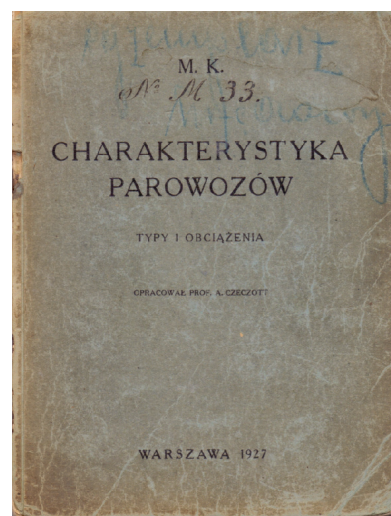 M. K.
№ M 33.
CHARAKTERYSTYKA
PAROWOZÓW
TYPY I OBCIĄŻENIA
OPRACOWAŁ PROF. A. CZECZOTT
WARSZAWA 1927